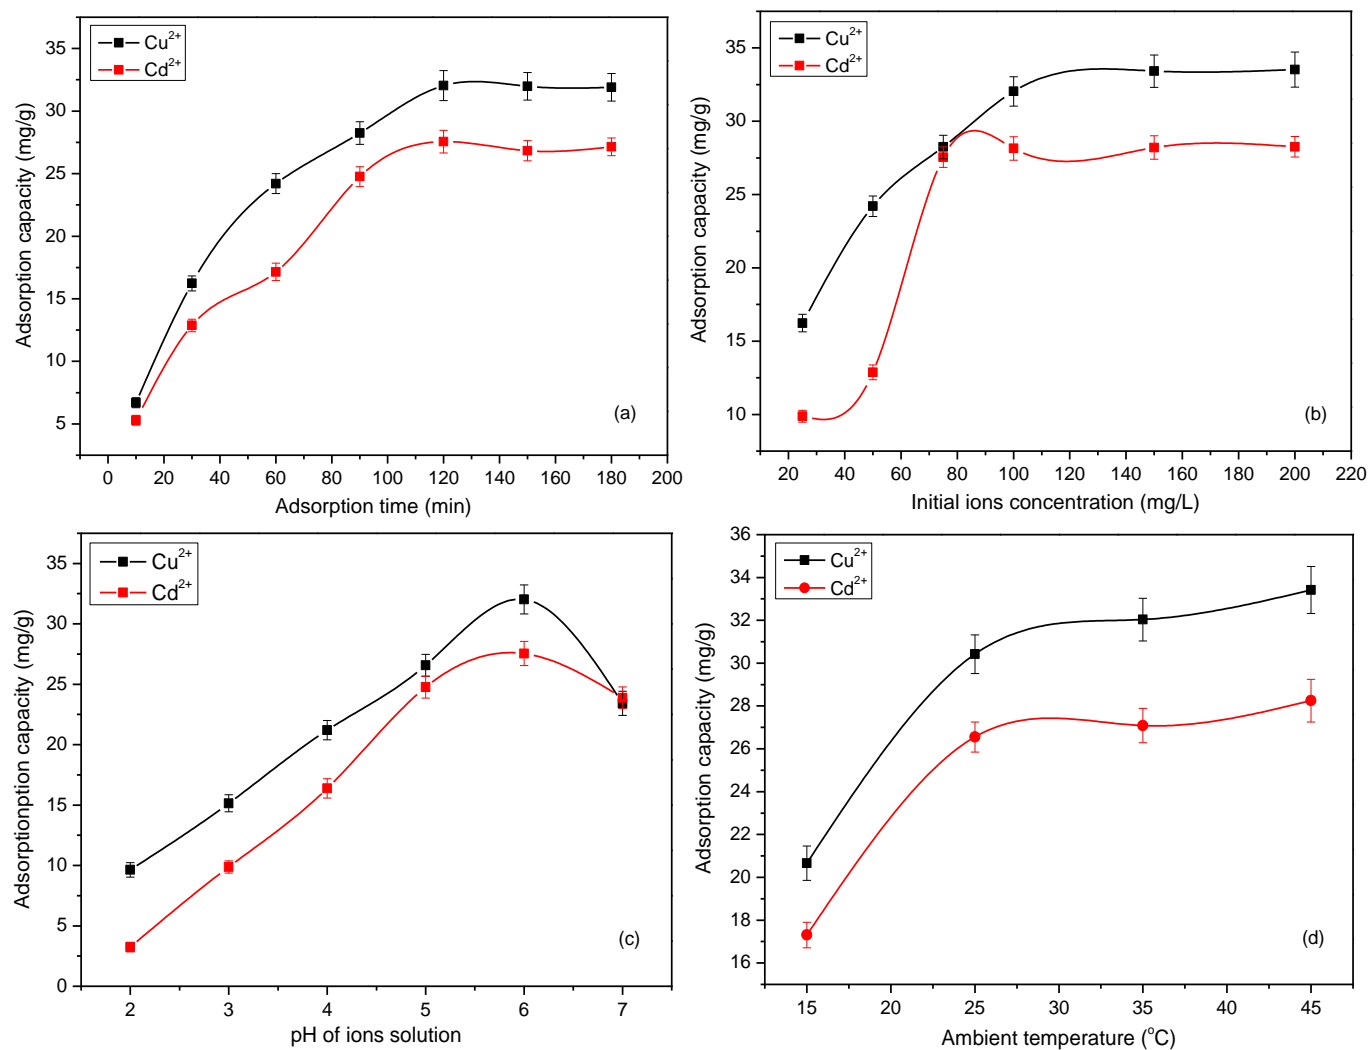 Cu2+
Cd2+
35
30
25
20
15
10
5
Adsorption capacity (mg/g)
(a)
0 20 40 60 80 100 120 140 160 180 200
Adsorption time (min)
Cu2+
Cd2+
35
30
25
20
15
10
Adsorption capacity (mg/g)
(b)
20 40 60 80 100 120 140 160 180 200 220
Initial ions concentration (mg/L)
Cu2+
Cd2+
35
30
25
20
15
10
5
0
Adsorptionption capacity (mg/g)
(c)
2 3 4 5 6 7
pH of ions solution
Cu2+
Cd2+
36
34
32
30
28
26
24
22
20
18
16
Adsorption capacity (mg/g)
(d)
15 20 25 30 35 40 45
Ambient temperature (°C)